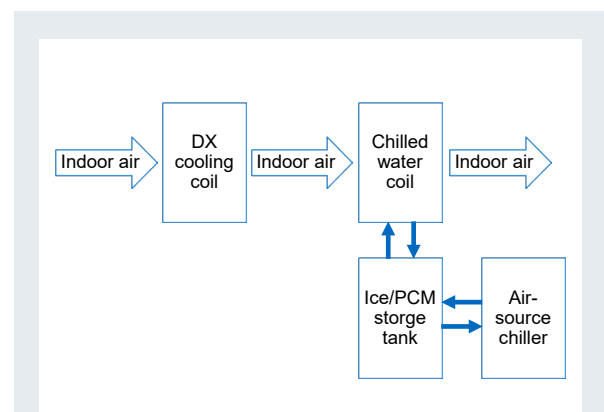 Indoor air
DX
cooling
coil
Indoor air
Chilled
water
coil
Indoor air
Ice/PCM
storge
tank
Air-
source
chiller